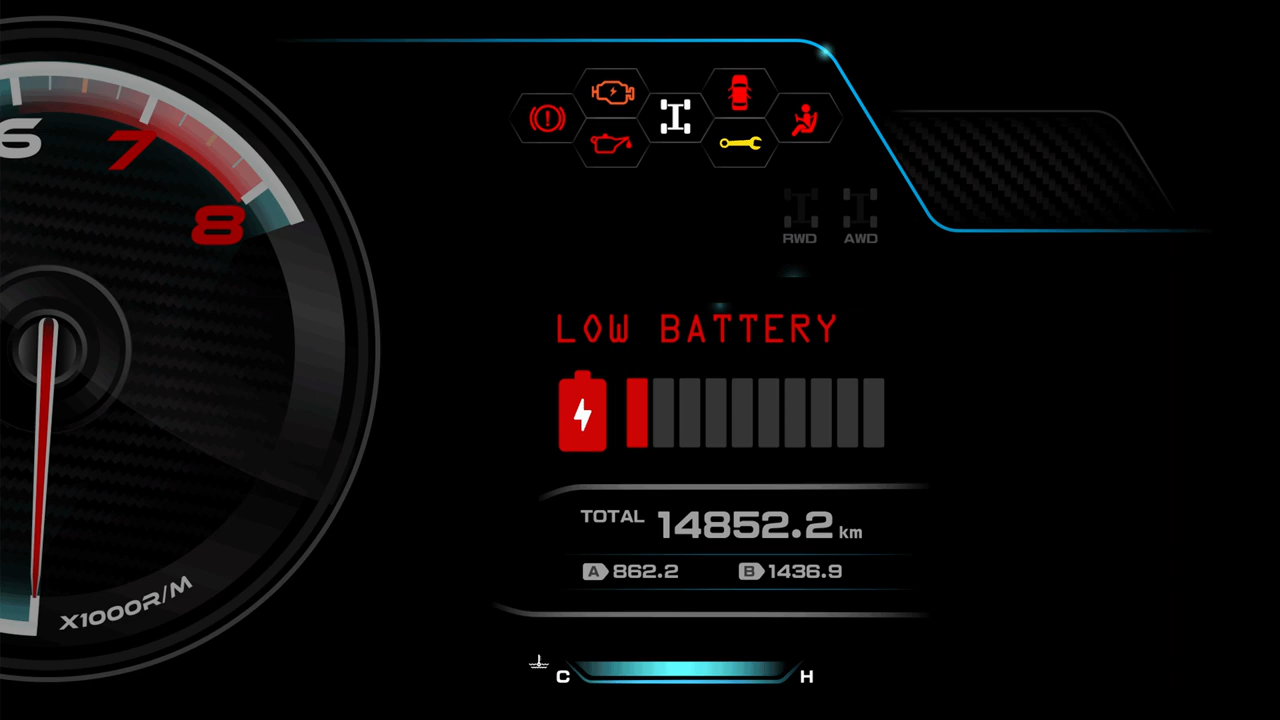 6
7
8
RWD AWD
LOW BATTERY
TOTAL 14852.2 km
A 862.2 B 1436.9
X1000R/M
C H